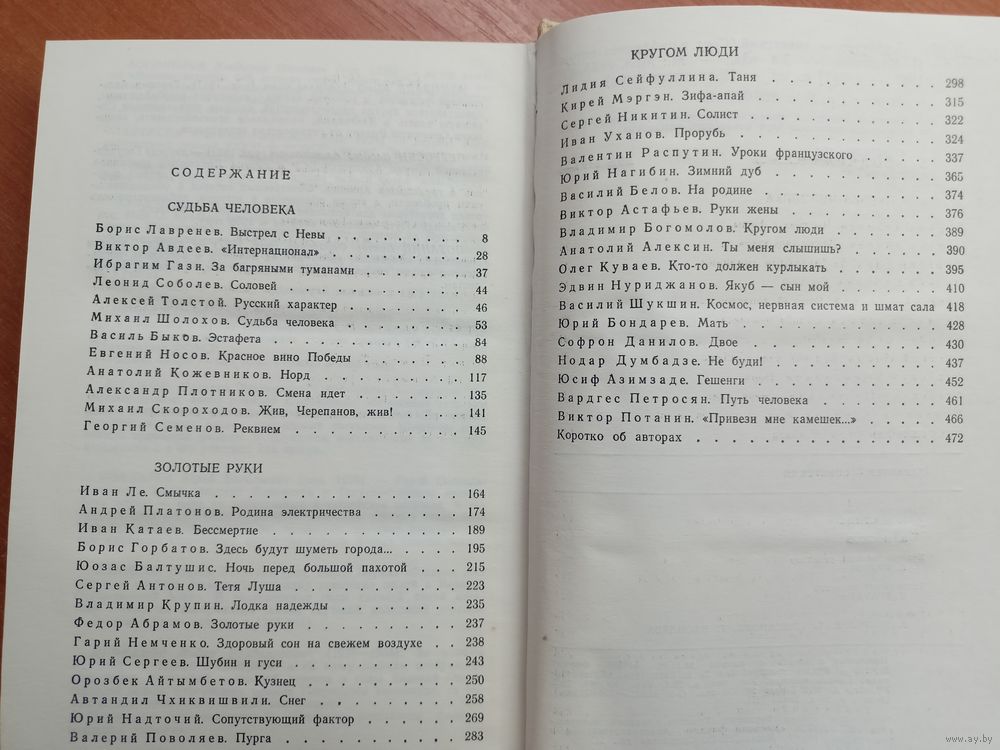 СОДЕРЖАНИЕ
СУДЬБА ЧЕЛОВЕКА
Борис Лавренев. Выстрел с Невы . . . . . . . . . 8
Виктор Авдеев. «Интернационал» . . . . . . . . . 28
Ибрагим Гази. За багряными туманами . . . . . . . 37
Леонид Соболев. Соловей . . . . . . . . . . . . 44
Алексей Толстой. Русский характер . . . . . . . . 46
Михаил Шолохов. Судьба человека . . . . . . . . 53
Василь Быков. Эстафета . . . . . . . . . . . . . 84
Евгений Носов. Красное вино Победы . . . . . . . 88
Анатолий Кожевников. Норд . . . . . . . . . . 117
Александр Плотников. Смена идет . . . . . . . . 135
Михаил Скороходов. Жив, Черепанов, жив! . . . . . 141
Георгий Семенов. Реквием . . . . . . . . . . . 145
ЗОЛОТЫЕ РУКИ
Иван Ле. Смычка . . . . . . . . . . . . . . . 164
Андрей Платонов. Родина электричества . . . . . . 174
Иван Катаев. Бессмертие . . . . . . . . . . . . 189
Борис Горбатов. Здесь будут шуметь города... . . . . 195
Юозас Балтушис. Ночь перед большой пахотой . . . 215
Сергей Антонов. Тетя Луша . . . . . . . . . . . 223
Владимир Крупин. Лодка надежды . . . . . . . . 235
Федор Абрамов. Золотые руки . . . . . . . . . . 237
Гарий Немченко. Здоровый сон на свежем воздухе . . 238
Юрий Сергеев. Шубин и гуси . . . . . . . . . . . 243
Орозбек Айтымбетов. Кузнец . . . . . . . . . . 250
Автандил Чхиквишвили. Снег . . . . . . . . . . 258
Юрий Надточий. Сопутствующий фактор . . . . . . 269
Валерий Поволяев. Пурга . . . . . . . . . . . . 283
КРУГОМ ЛЮДИ
Лидия Сейфуллина. Таня . . . . . . . . . . . . 298
Кирей Мэргэн. Зифа-апай . . . . . . . . . . . . 315
Сергей Никитин. Солист . . . . . . . . . . . . . 322
Иван Уханов. Прорубь . . . . . . . . . . . . . 324
Валентин Распутин. Уроки французского . . . . . 337
Юрий Нагибин. Зимний дуб . . . . . . . . . . . 365
Василий Белов. На родине . . . . . . . . . . . . 374
Виктор Астафьев. Руки жены . . . . . . . . . . 376
Владимир Богомолов. Кругом люди . . . . . . . . 389
Анатолий Алексин. Ты меня слышишь? . . . . . . 390
Олег Куваев. Кто-то должен курлыкать . . . . . . . 395
Эдвин Нуриджанов. Якуб — сын мой . . . . . . . 410
Василий Шукшин. Космос, нервная система и шмат сала 418
Юрий Бондарев. Мать . . . . . . . . . . . . . 428
Софрон Данилов. Двое . . . . . . . . . . . . . 430
Нодар Думбадзе. Не буди! . . . . . . . . . . . . 437
Юсиф Азимзаде. Гешенги . . . . . . . . . . . . 452
Вардгес Петросян. Путь человека . . . . . . . . . 461
Виктор Потанин. «Привези мне камешек...» . . . . . 466
Коротко об авторах . . . . . . . . . . . . . . . 472
www.ay.by